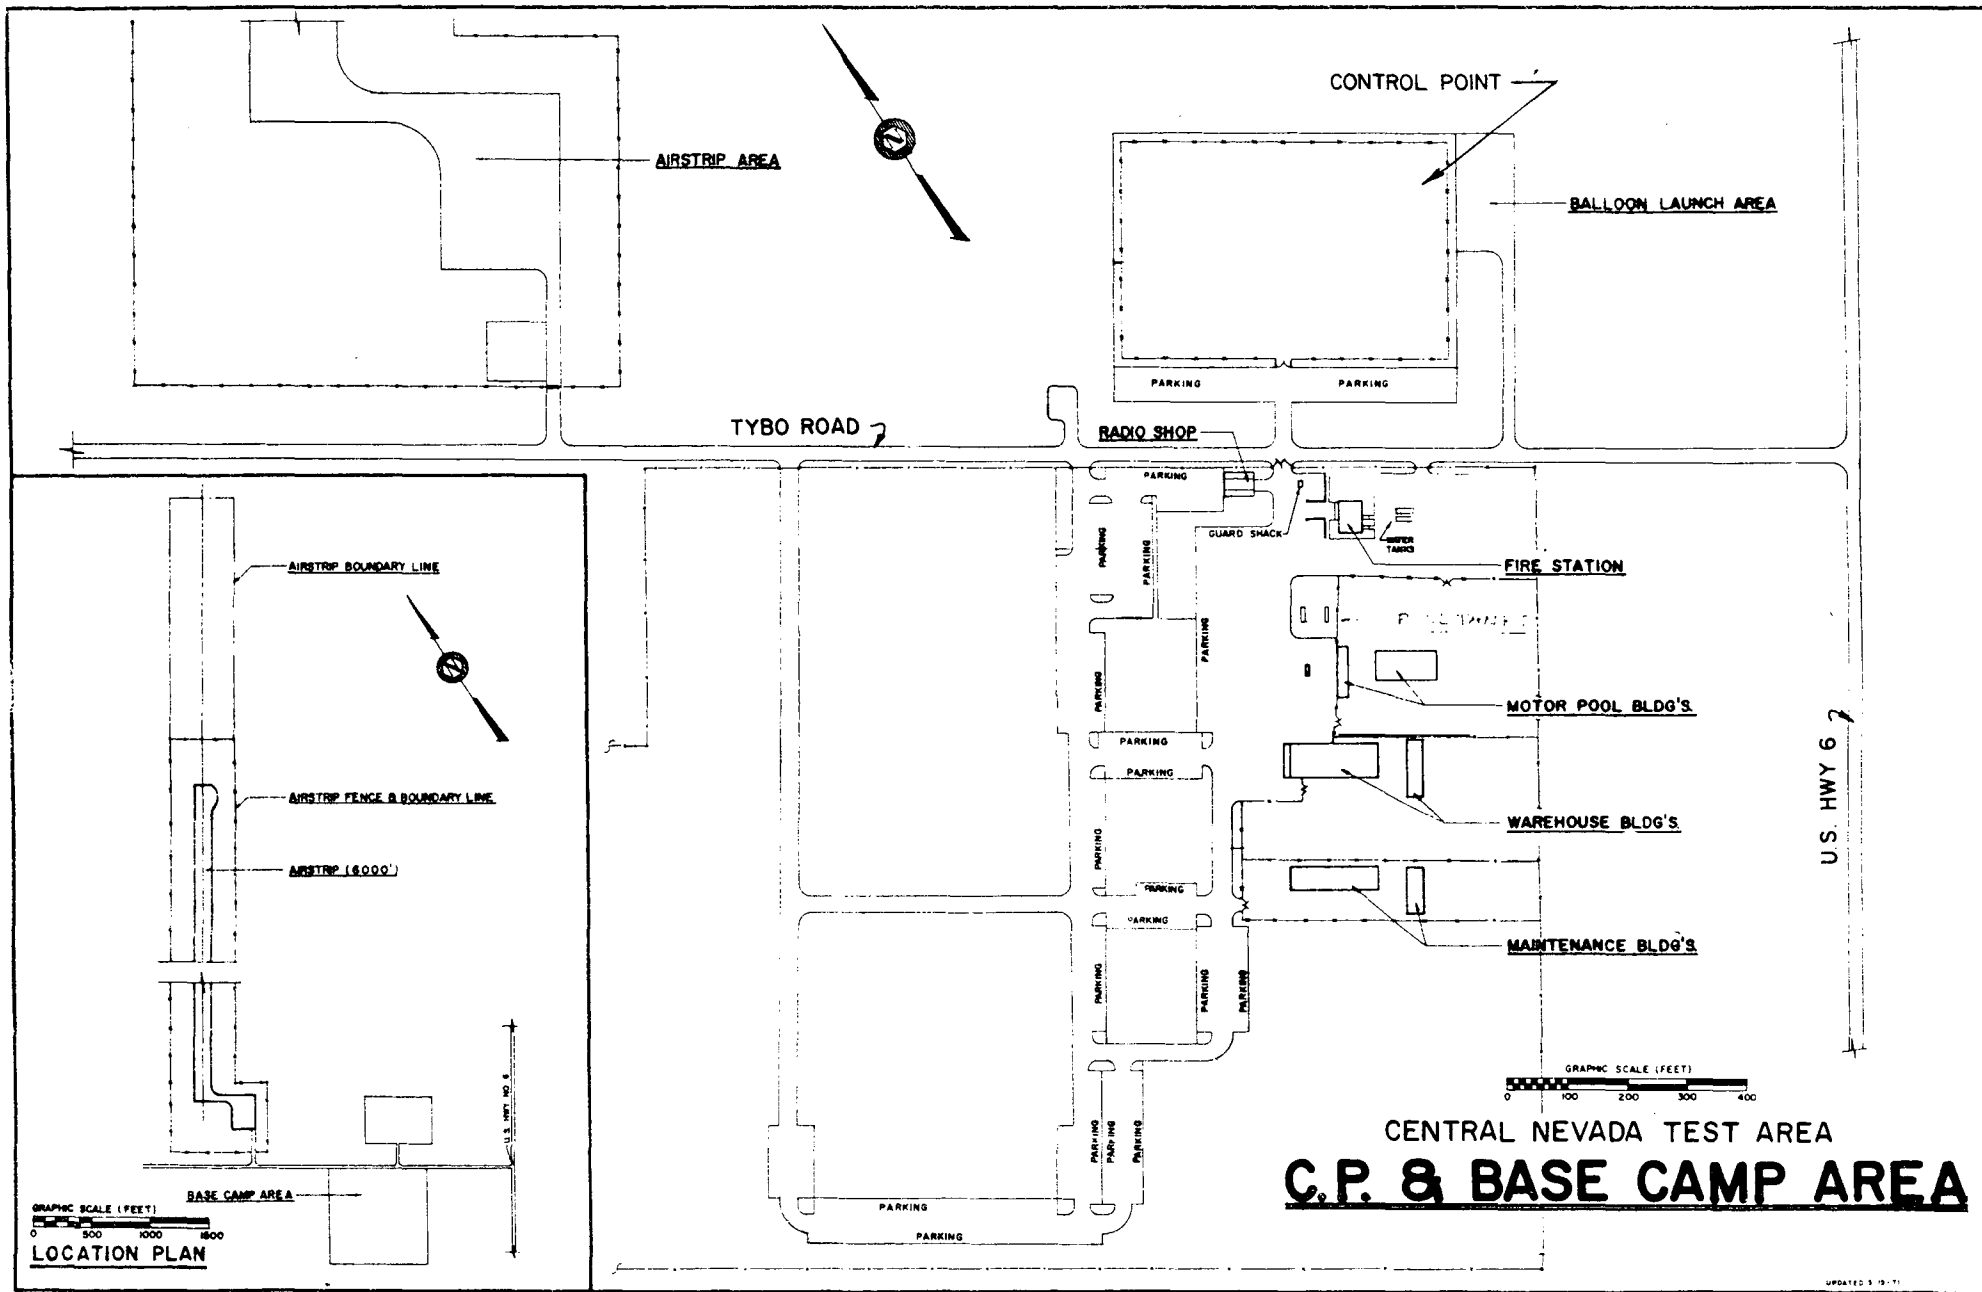 CONTROL POINT
AIRSTRIP AREA
BALLOON LAUNCH AREA
N
PARKING
PARKING
TYBO ROAD
RADIO SHOP
PARKING
GUARD SHACK
WATER
TANKS
FIRE STATION
PARKING
PARKING
PARKING
PARKING
MOTOR POOL BLDG'S.
U.S. HWY 6
PARKING
PARKING
WAREHOUSE BLDG'S.
PARKING
PARKING
PARKING
MAINTENANCE BLDG'S.
PARKING
PARKING
PARKING
PARKING
PARKING
PARKING
PARKING
PARKING
AIRSTRIP BOUNDARY LINE
N
AIRSTRIP FENCE & BOUNDARY LINE
AIRSTRIP (6000')
U.S. HWY NO 6
BASE CAMP AREA
GRAPHIC SCALE (FEET)
0 500 1000 1500
LOCATION PLAN
GRAPHIC SCALE (FEET)
0 100 200 300 400
CENTRAL NEVADA TEST AREA
C.P. & BASE CAMP AREA